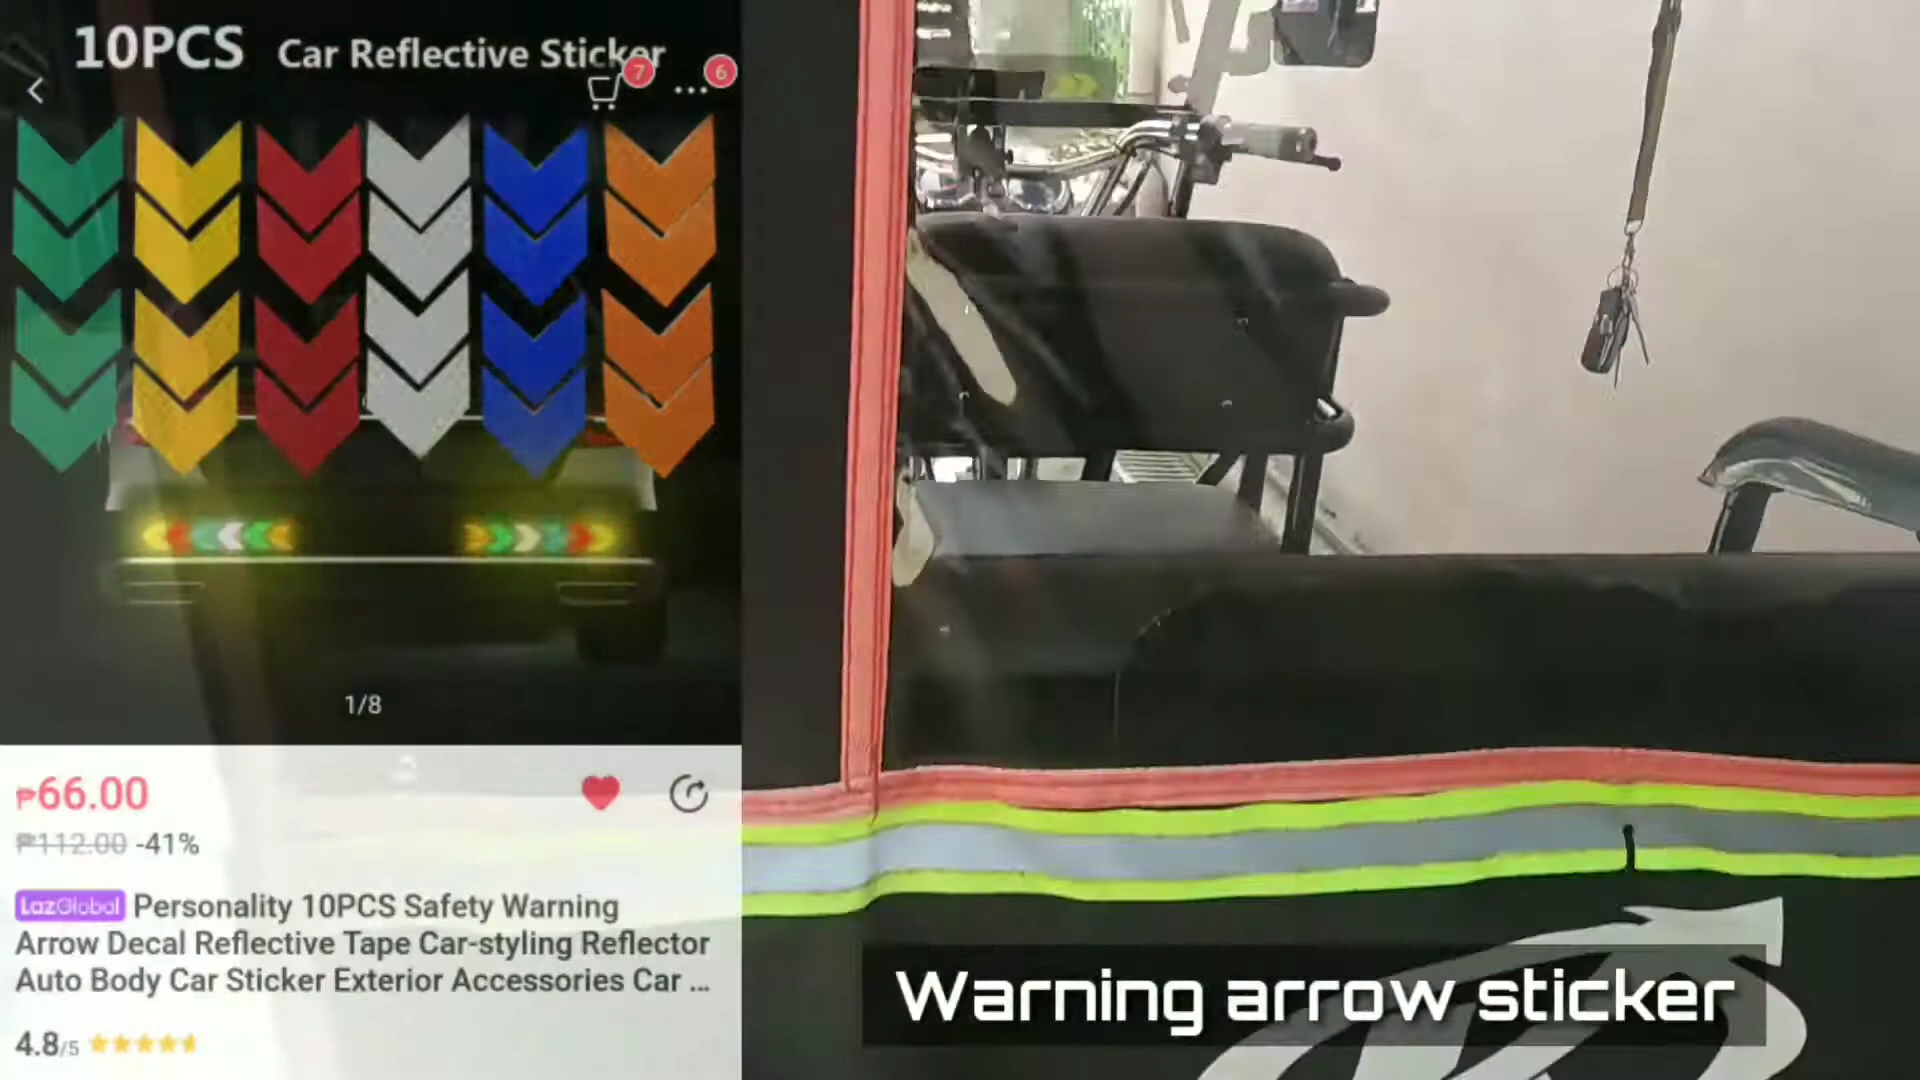 10PCS Car Reflective Sticker
7
6
1/8
₱66.00
₱112.00 -41%
LazGlobal Personality 10PCS Safety Warning
Arrow Decal Reflective Tape Car-styling Reflector
Auto Body Car Sticker Exterior Accessories Car ...
4.8/5
Warning arrow sticker